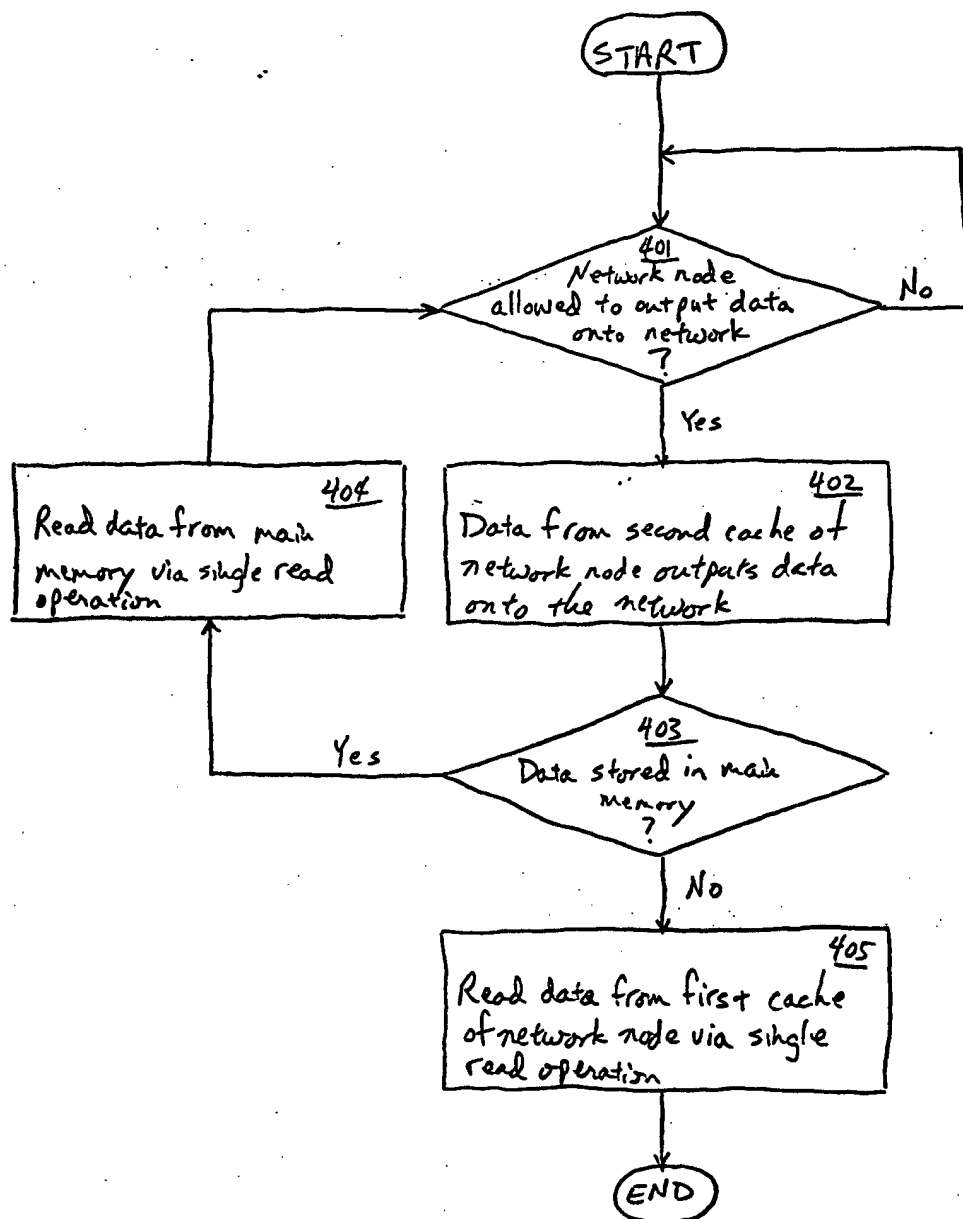 START
401
Network node
allowed to output data
onto network
?
No
Yes
404
Read data from main
memory via single read
operation
402
Data from second cache of
network node outputs data
onto the network
403
Data stored in main
memory
?
Yes
No
405
Read data from first cache
of network node via single
read operation
END